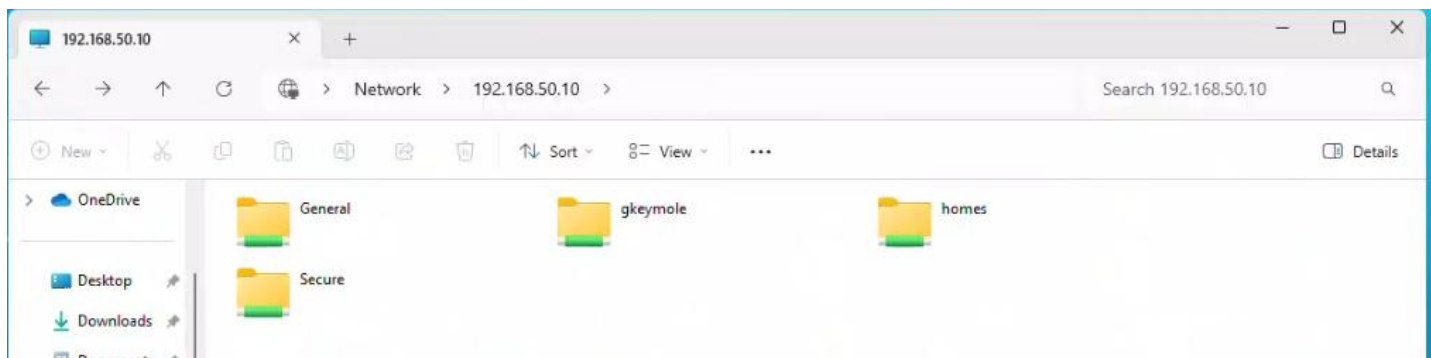 192.168.50.10
Network > 192.168.50.10 >
Search 192.168.50.10
New
Sort
View
Details
OneDrive
General
gkeymole
homes
Desktop
Secure
Downloads